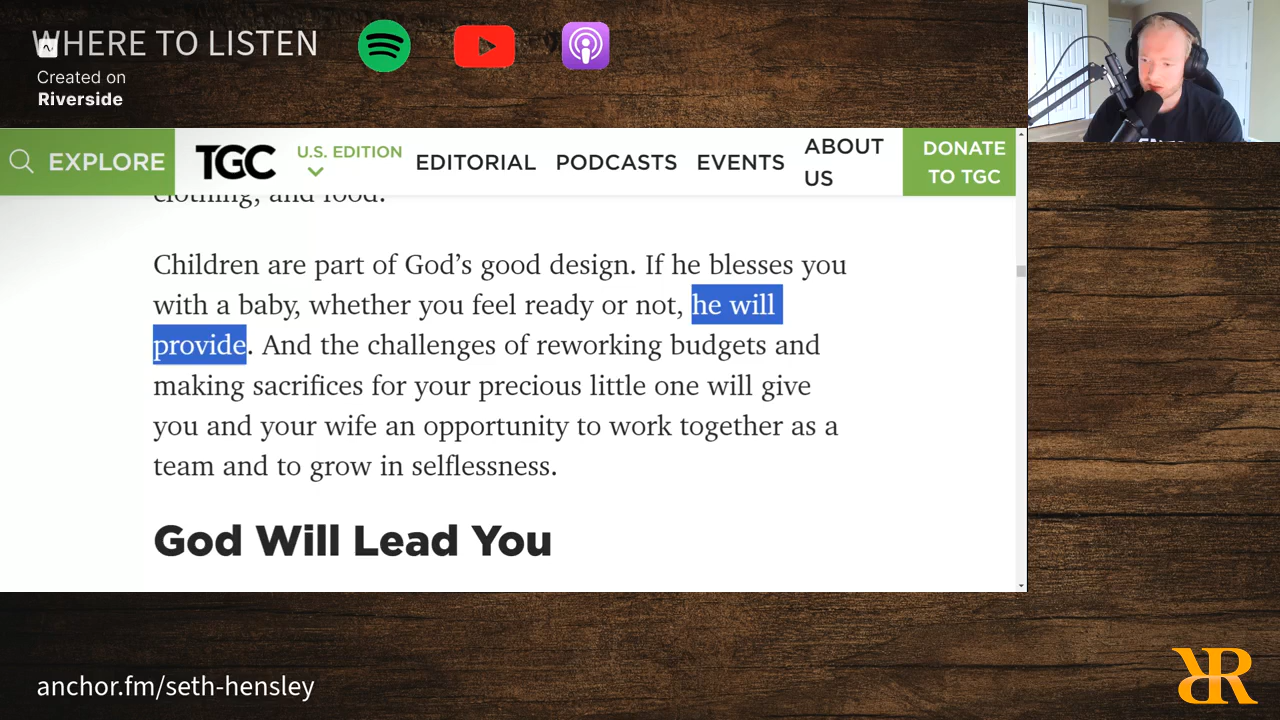 WHERE TO LISTEN
Created on
Riverside
EXPLORE
TGC
U.S. EDITION
EDITORIAL
PODCASTS
EVENTS
ABOUT
US
DONATE
TO TGC
clothing, and food.
Children are part of God’s good design. If he blesses you
with a baby, whether you feel ready or not, he will
provide. And the challenges of reworking budgets and
making sacrifices for your precious little one will give
you and your wife an opportunity to work together as a
team and to grow in selflessness.
God Will Lead You
anchor.fm/seth-hensley
RR